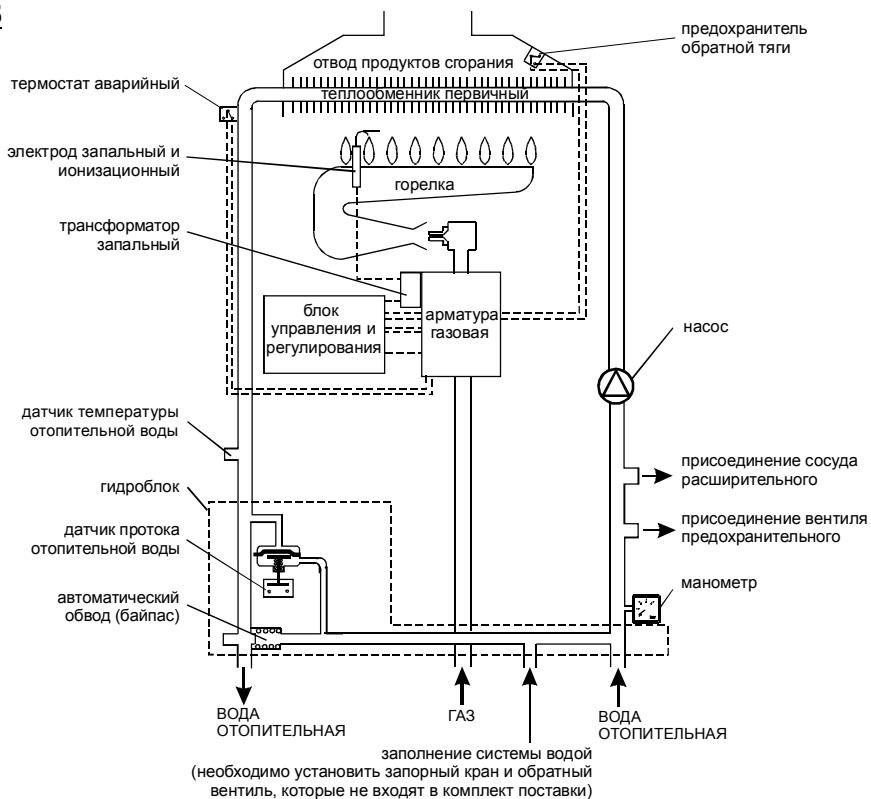 предохранитель
обратной тяги
отвод продуктов сгорания
термостат аварийный
теплообменник первичный
электрод запальный и
ионизационный
горелка
трансформатор
запальный
блок
управления и
регулирования
арматура
газовая
насос
датчик температуры
отопительной воды
присоединение сосуда
расширительного
гидроблок
присоединение вентиля
предохранительного
датчик протока
отопительной воды
манометр
автоматический
обвод (байпас)
ВОДА
ОТОПИТЕЛЬНАЯ
ГАЗ
ВОДА
ОТОПИТЕЛЬНАЯ
заполнение системы водой
(необходимо установить запорный кран и обратный
вентиль, которые не входят в комплект поставки)